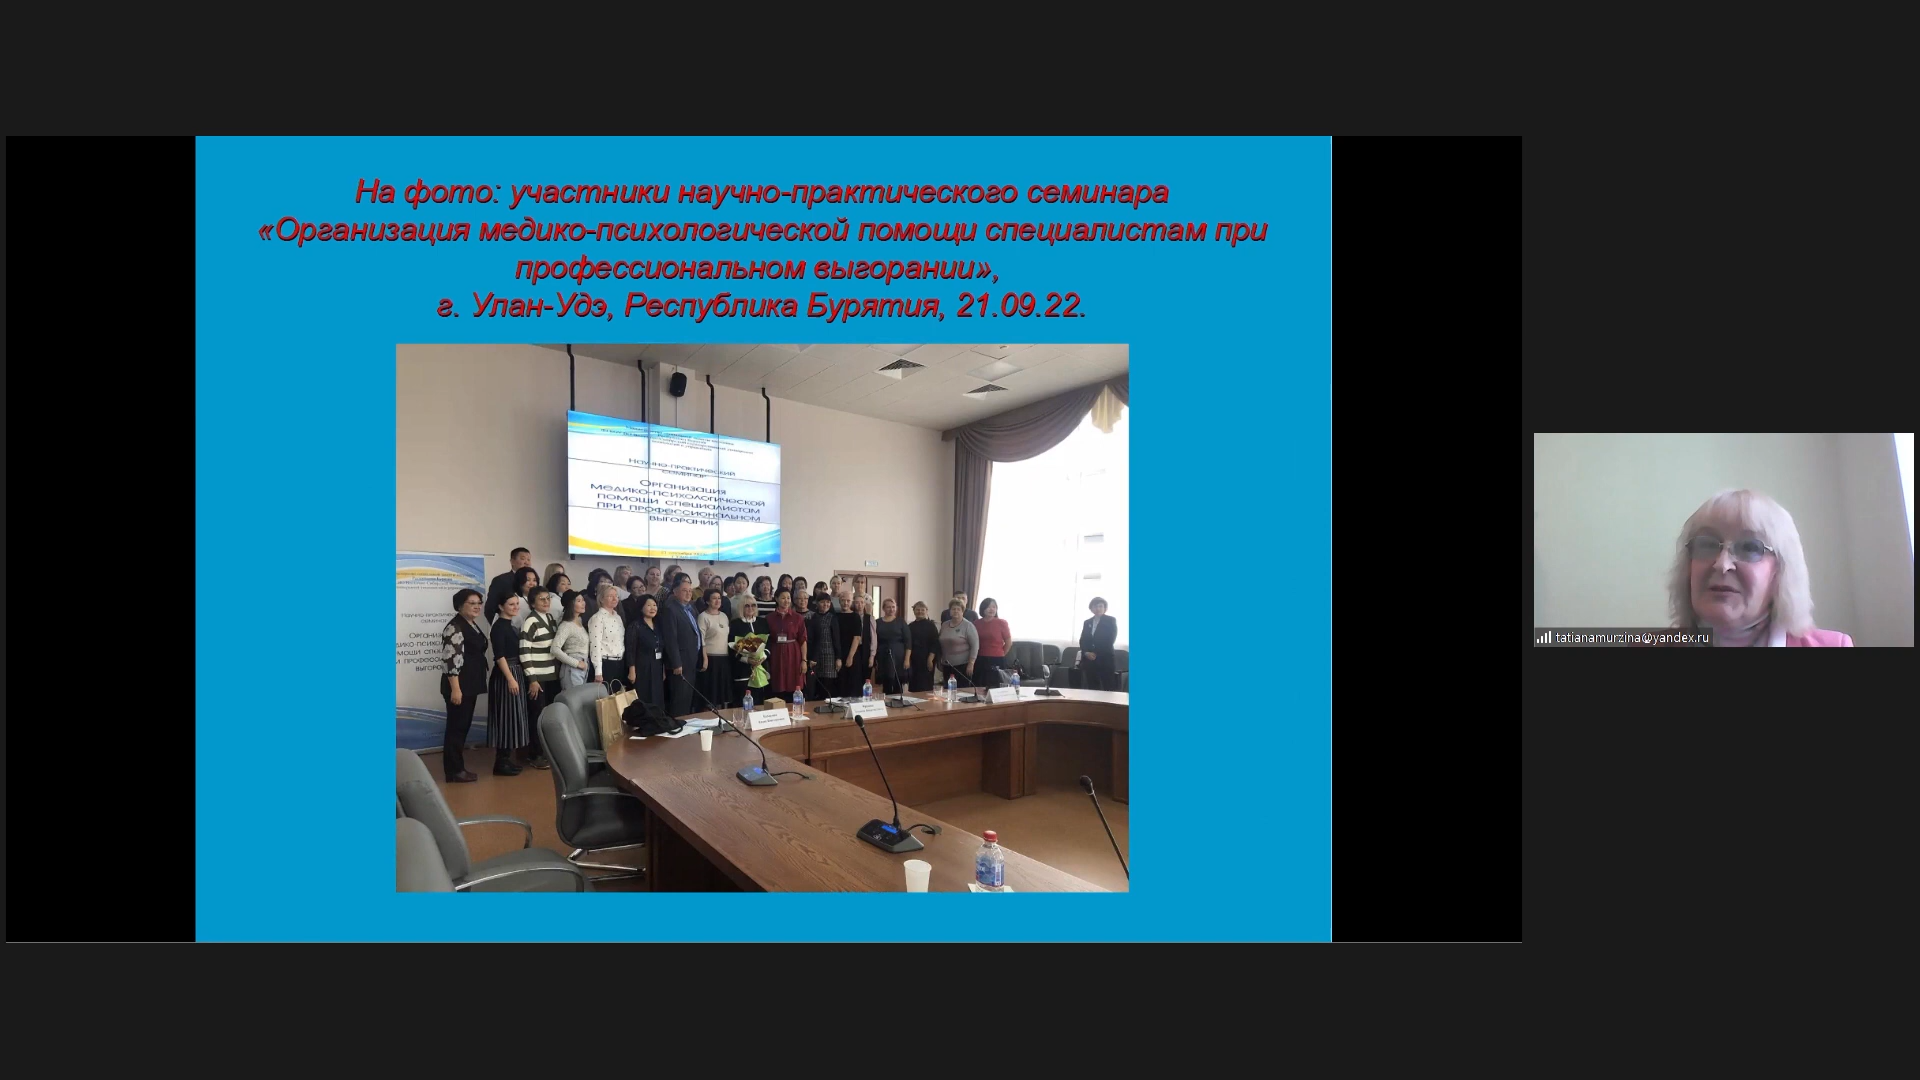 На фото: участники научно-практического семинара
«Организация медико-психологической помощи специалистам при
профессиональном выгорании»,
г. Улан-Удэ, Республика Бурятия, 21.09.22.
Научно-практический
семинар
Организация
медико-психологической
помощи специалистам
при профессиональном
выгорании
tatianamurzina@yandex.ru